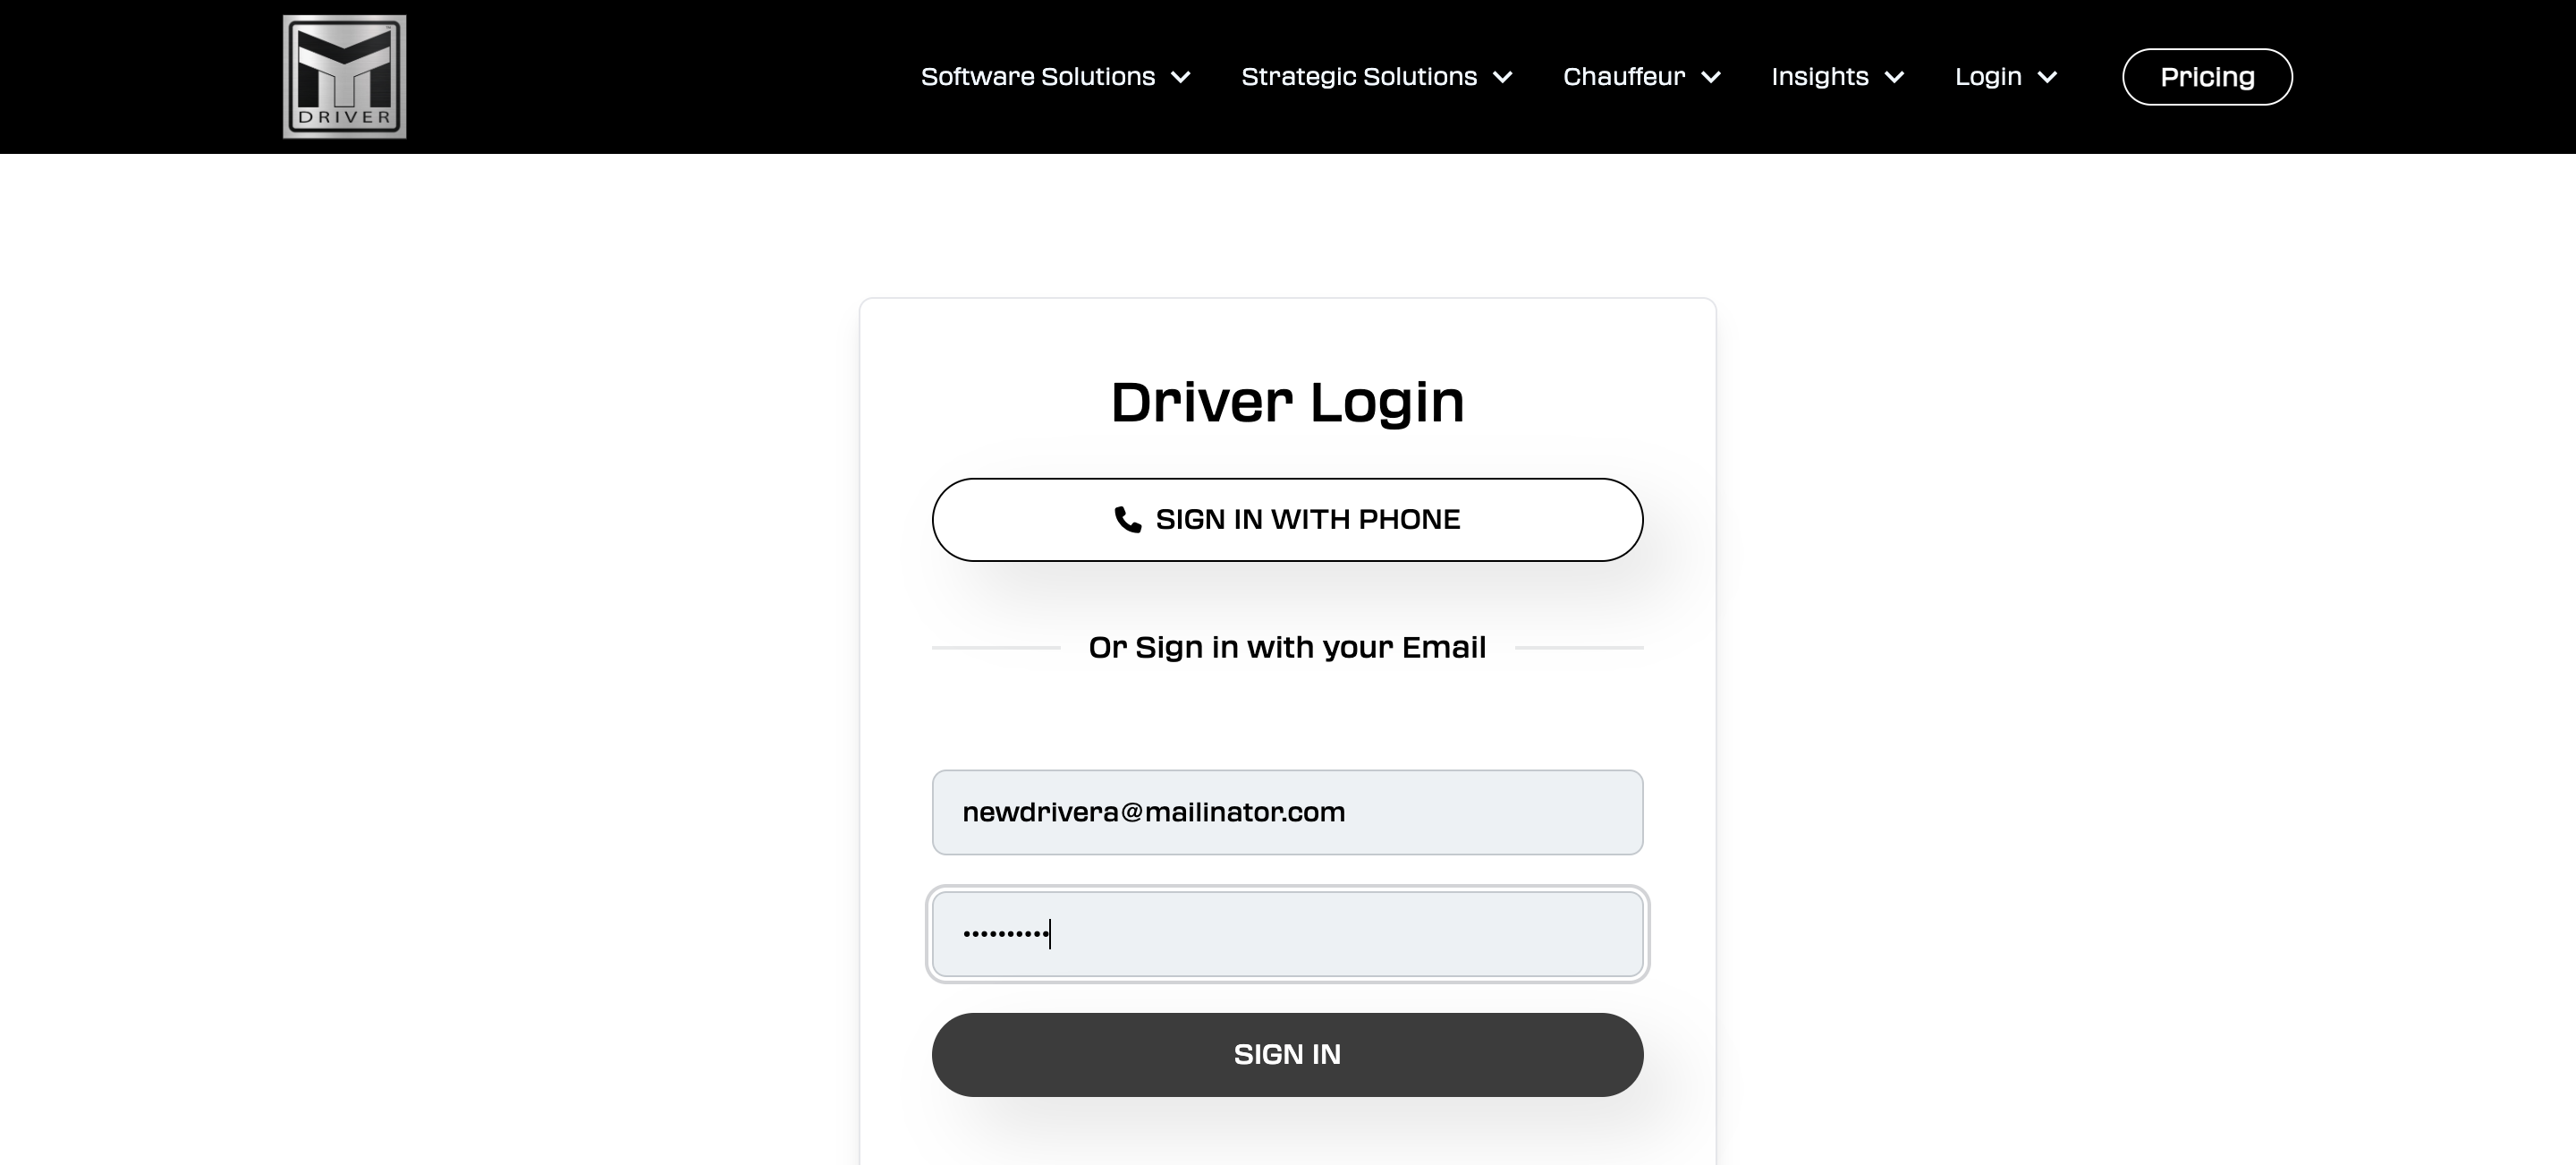 DRIVER
Software Solutions Strategic Solutions Chauffeur Insights Login Pricing
Driver Login
SIGN IN WITH PHONE
Or Sign in with your Email
newdrivera@mailinator.com
••••••••••
SIGN IN